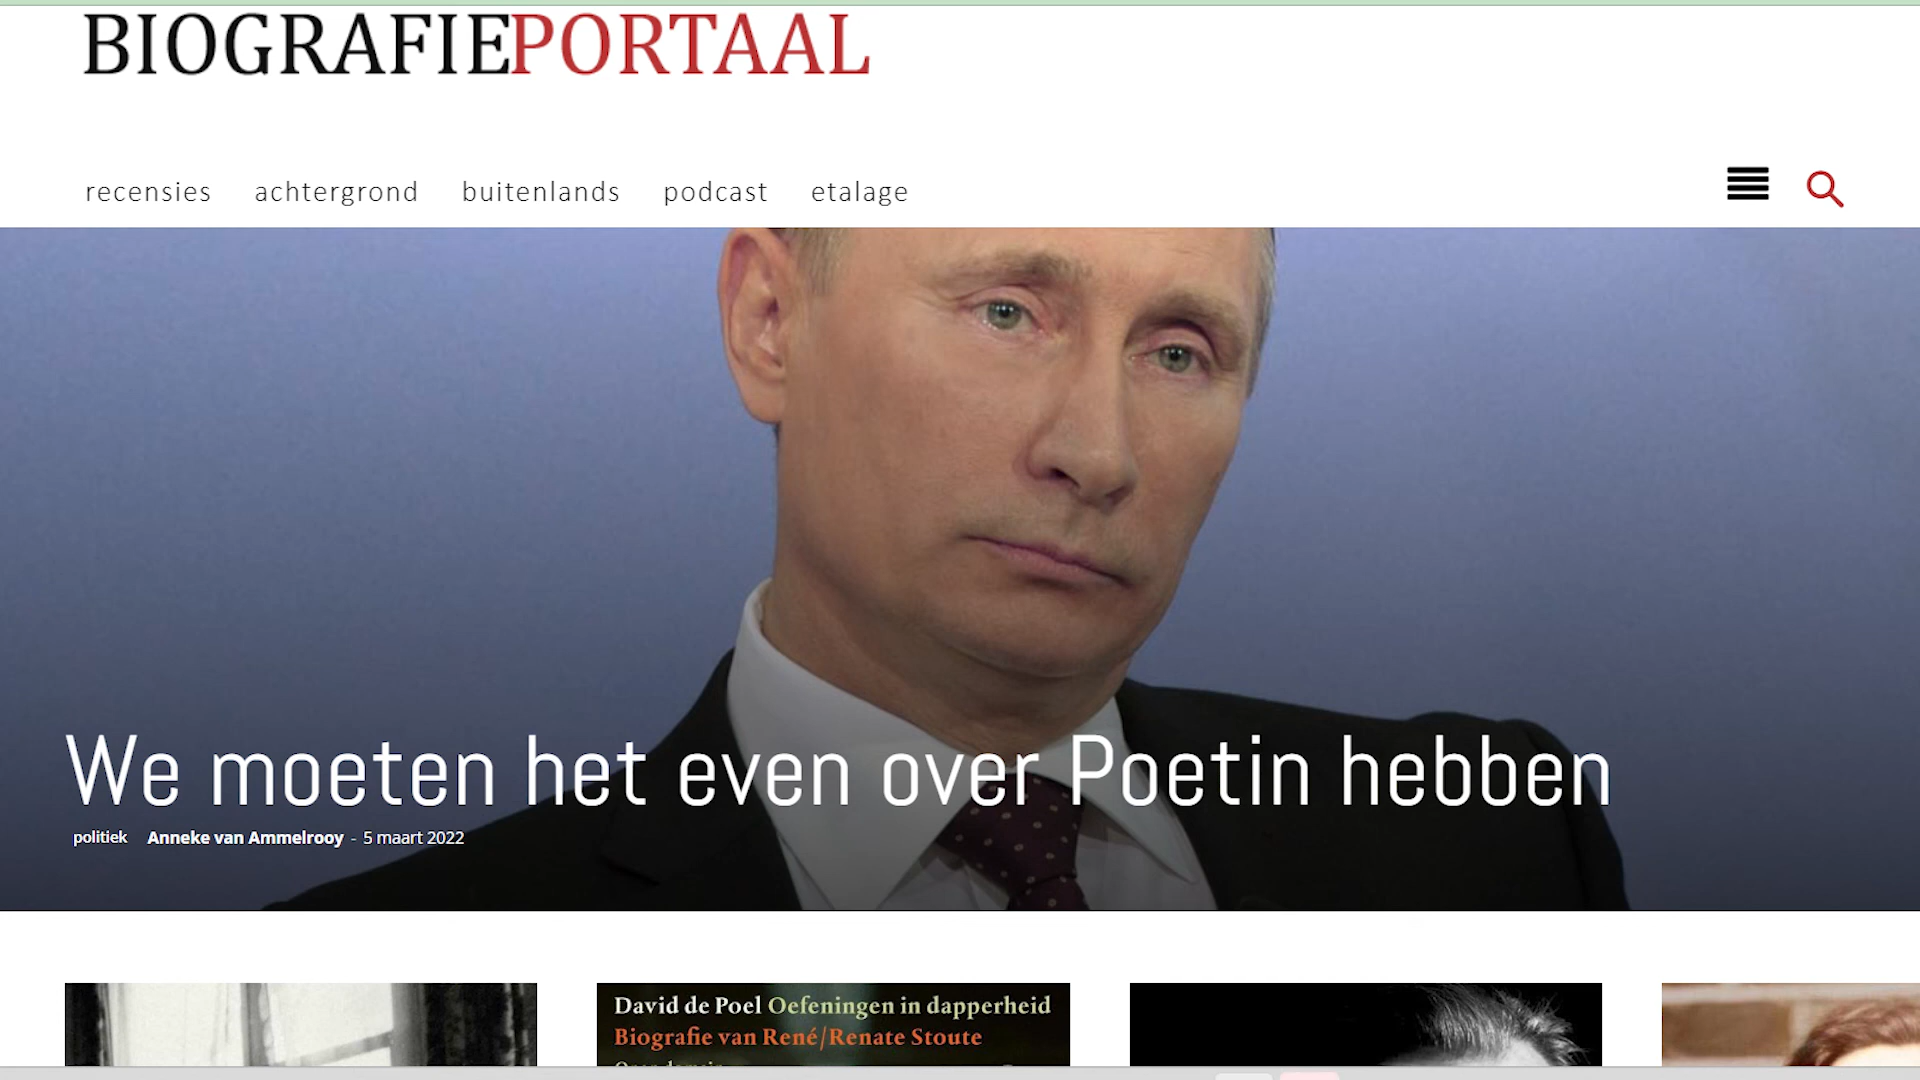 BIOGRAFIEPORTAAL
recensies achtergrond buitenlands podcast etalage
We moeten het even over Poetin hebben
politiek Anneke van Ammelrooy - 5 maart 2022
David de Poel Oefeningen in dapperheid
Biografie van René/Renate Stoute